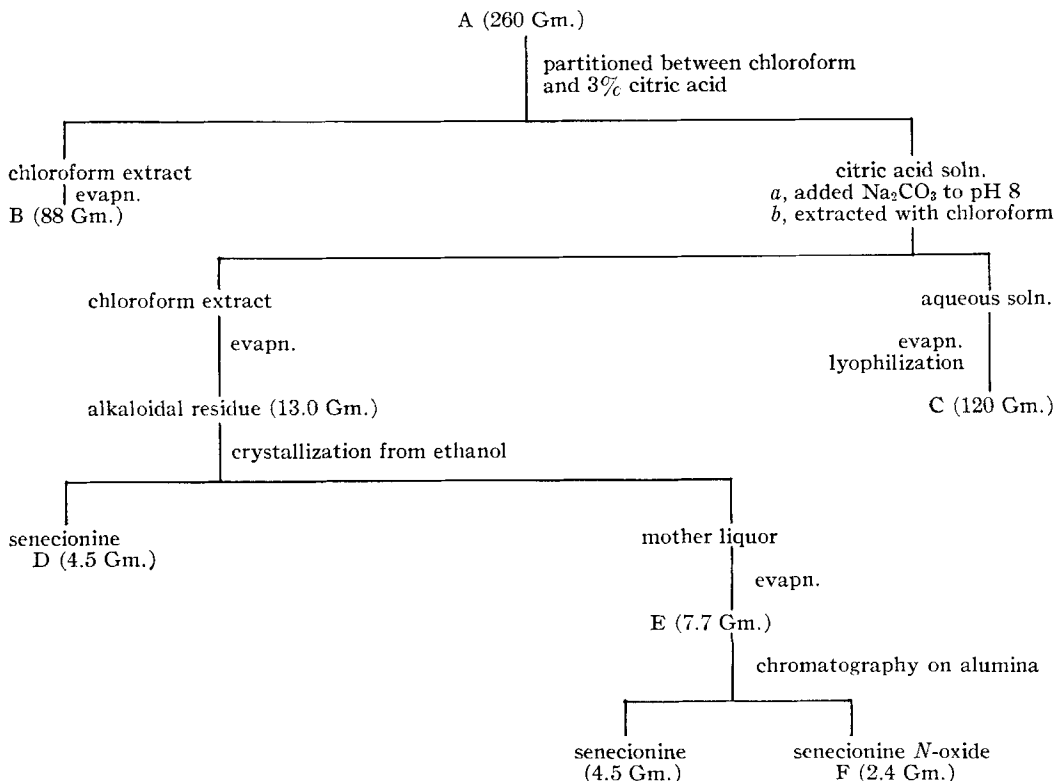 A (260 Gm.)
partitioned between chloroform
and 3% citric acid
chloroform extract
evapn.
B (88 Gm.)
citric acid soln.
a, added Na₂CO₃ to pH 8
b, extracted with chloroform
chloroform extract
evapn.
alkaloidal residue (13.0 Gm.)
crystallization from ethanol
aqueous soln.
evapn.
lyophilization
C (120 Gm.)
senecionine
D (4.5 Gm.)
mother liquor
evapn.
E (7.7 Gm.)
chromatography on alumina
senecionine
(4.5 Gm.)
senecionine N-oxide
F (2.4 Gm.)